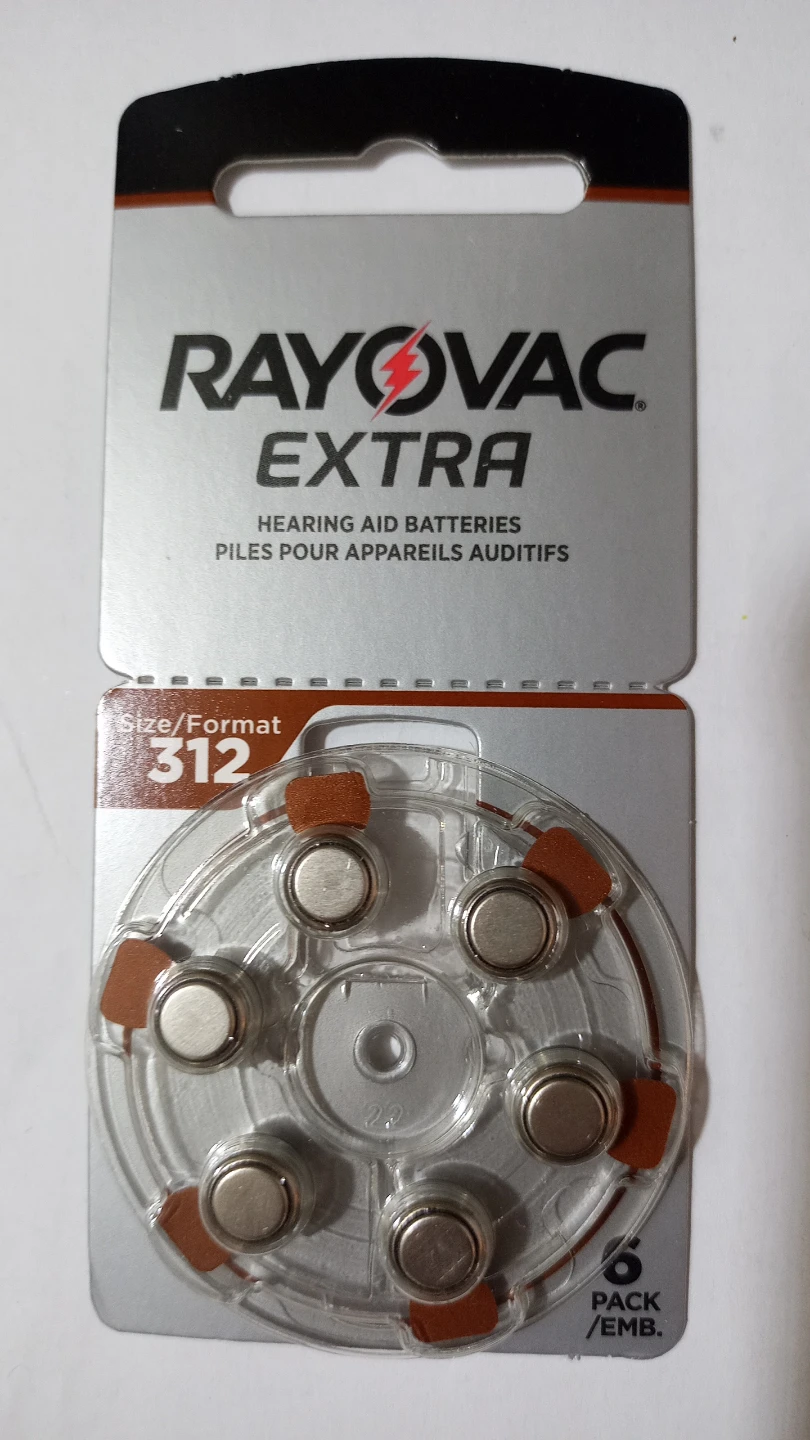 RAYOVAC®
EXTRA
HEARING AID BATTERIES
PILES POUR APPAREILS AUDITIFS
Size/Format
312
6
PACK
/EMB.